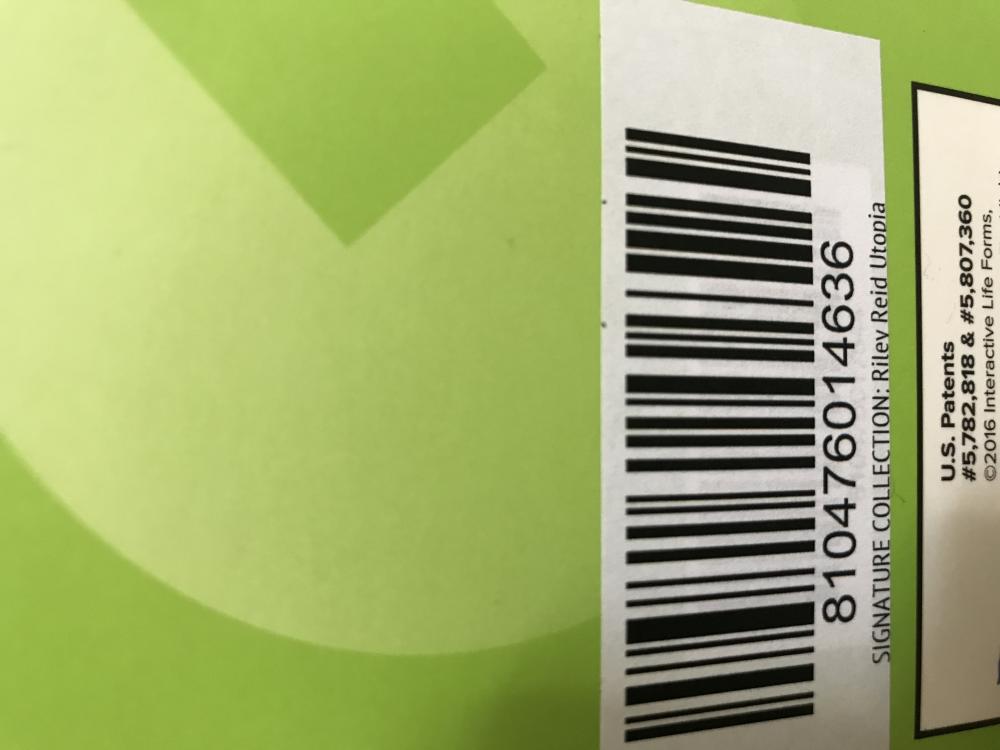 810476014636
SIGNATURE COLLECTION: Riley Reid Utopia
U.S. Patents
#5,782,818 & #5,807,360
©2016 Interactive Life Forms,